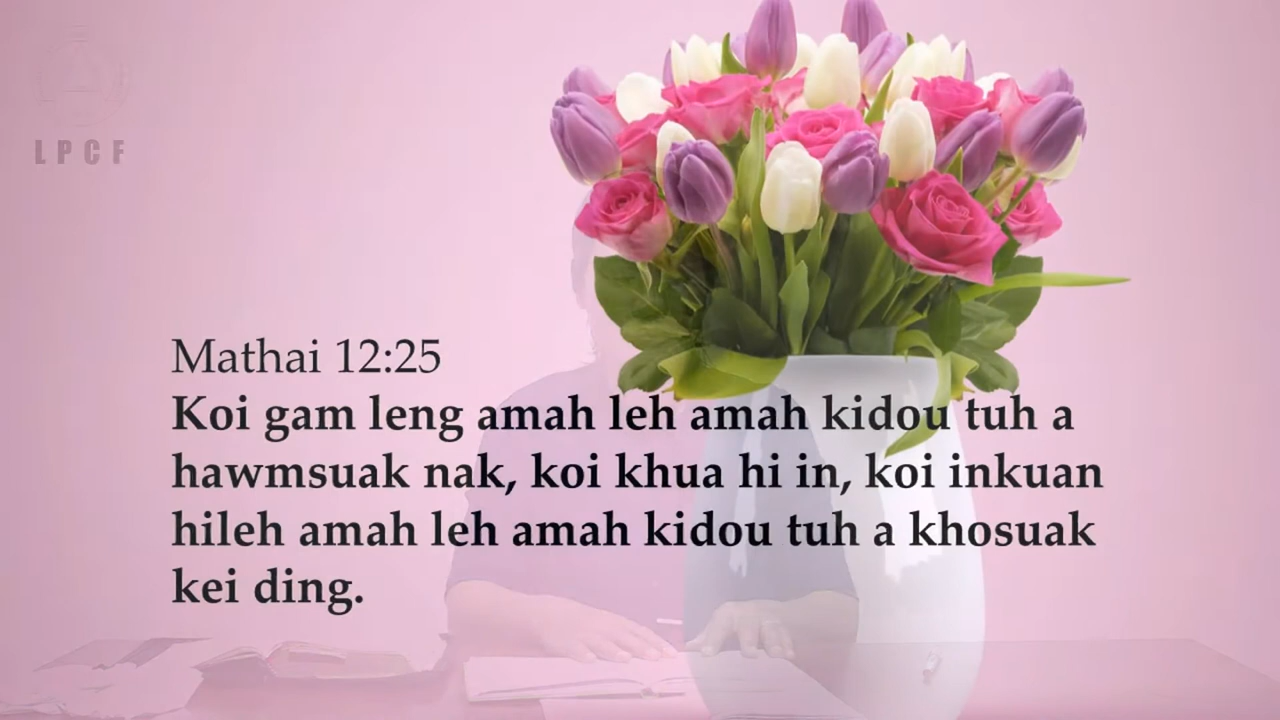 LPCF
Mathai 12:25
Koi gam leng amah leh amah kidou tuh a
hawmsuak nak, koi khua hi in, koi inkuan
hileh amah leh amah kidou tuh a khosuak
kei ding.